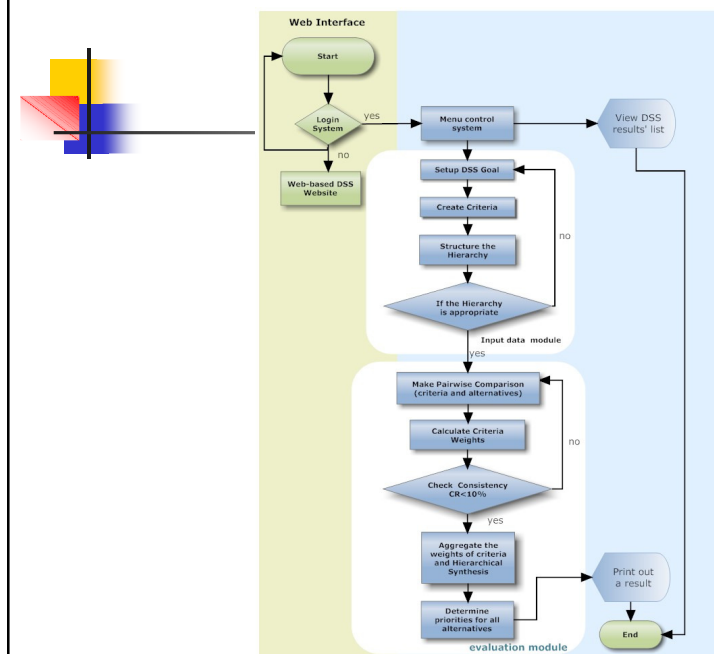 Web Interface
Start
Login
System
yes
no
Web-based DSS
Website
Menu control
system
View DSS
results' list
Setup DSS Goal
Create Criteria
Structure the
Hierarchy
no
If the Hierarchy
is appropriate
Input data module
yes
Make Pairwise Comparison
(criteria and alternatives)
Calculate Criteria
Weights
no
Check Consistency
CR<10%
yes
Aggregate the
weights of criteria
and Hierarchical
Synthesis
Print out
a result
Determine
priorities for all
alternatives
End
evaluation module